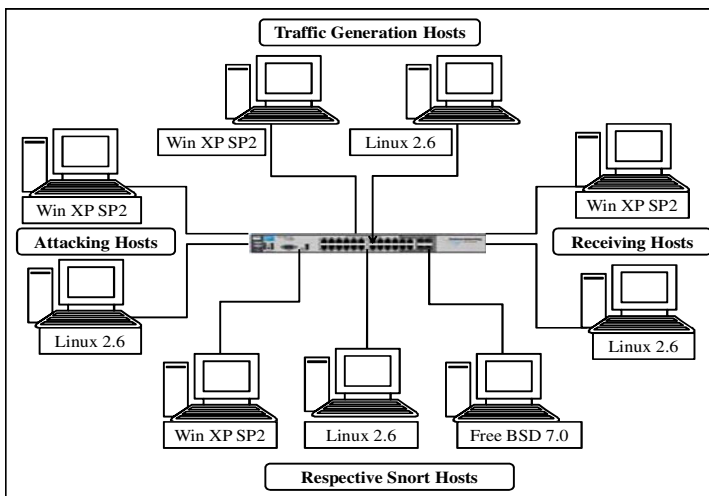 Traffic Generation Hosts
Win XP SP2
Linux 2.6
Win XP SP2
Win XP SP2
Attacking Hosts
Receiving Hosts
Linux 2.6
Linux 2.6
Win XP SP2
Linux 2.6
Free BSD 7.0
Respective Snort Hosts